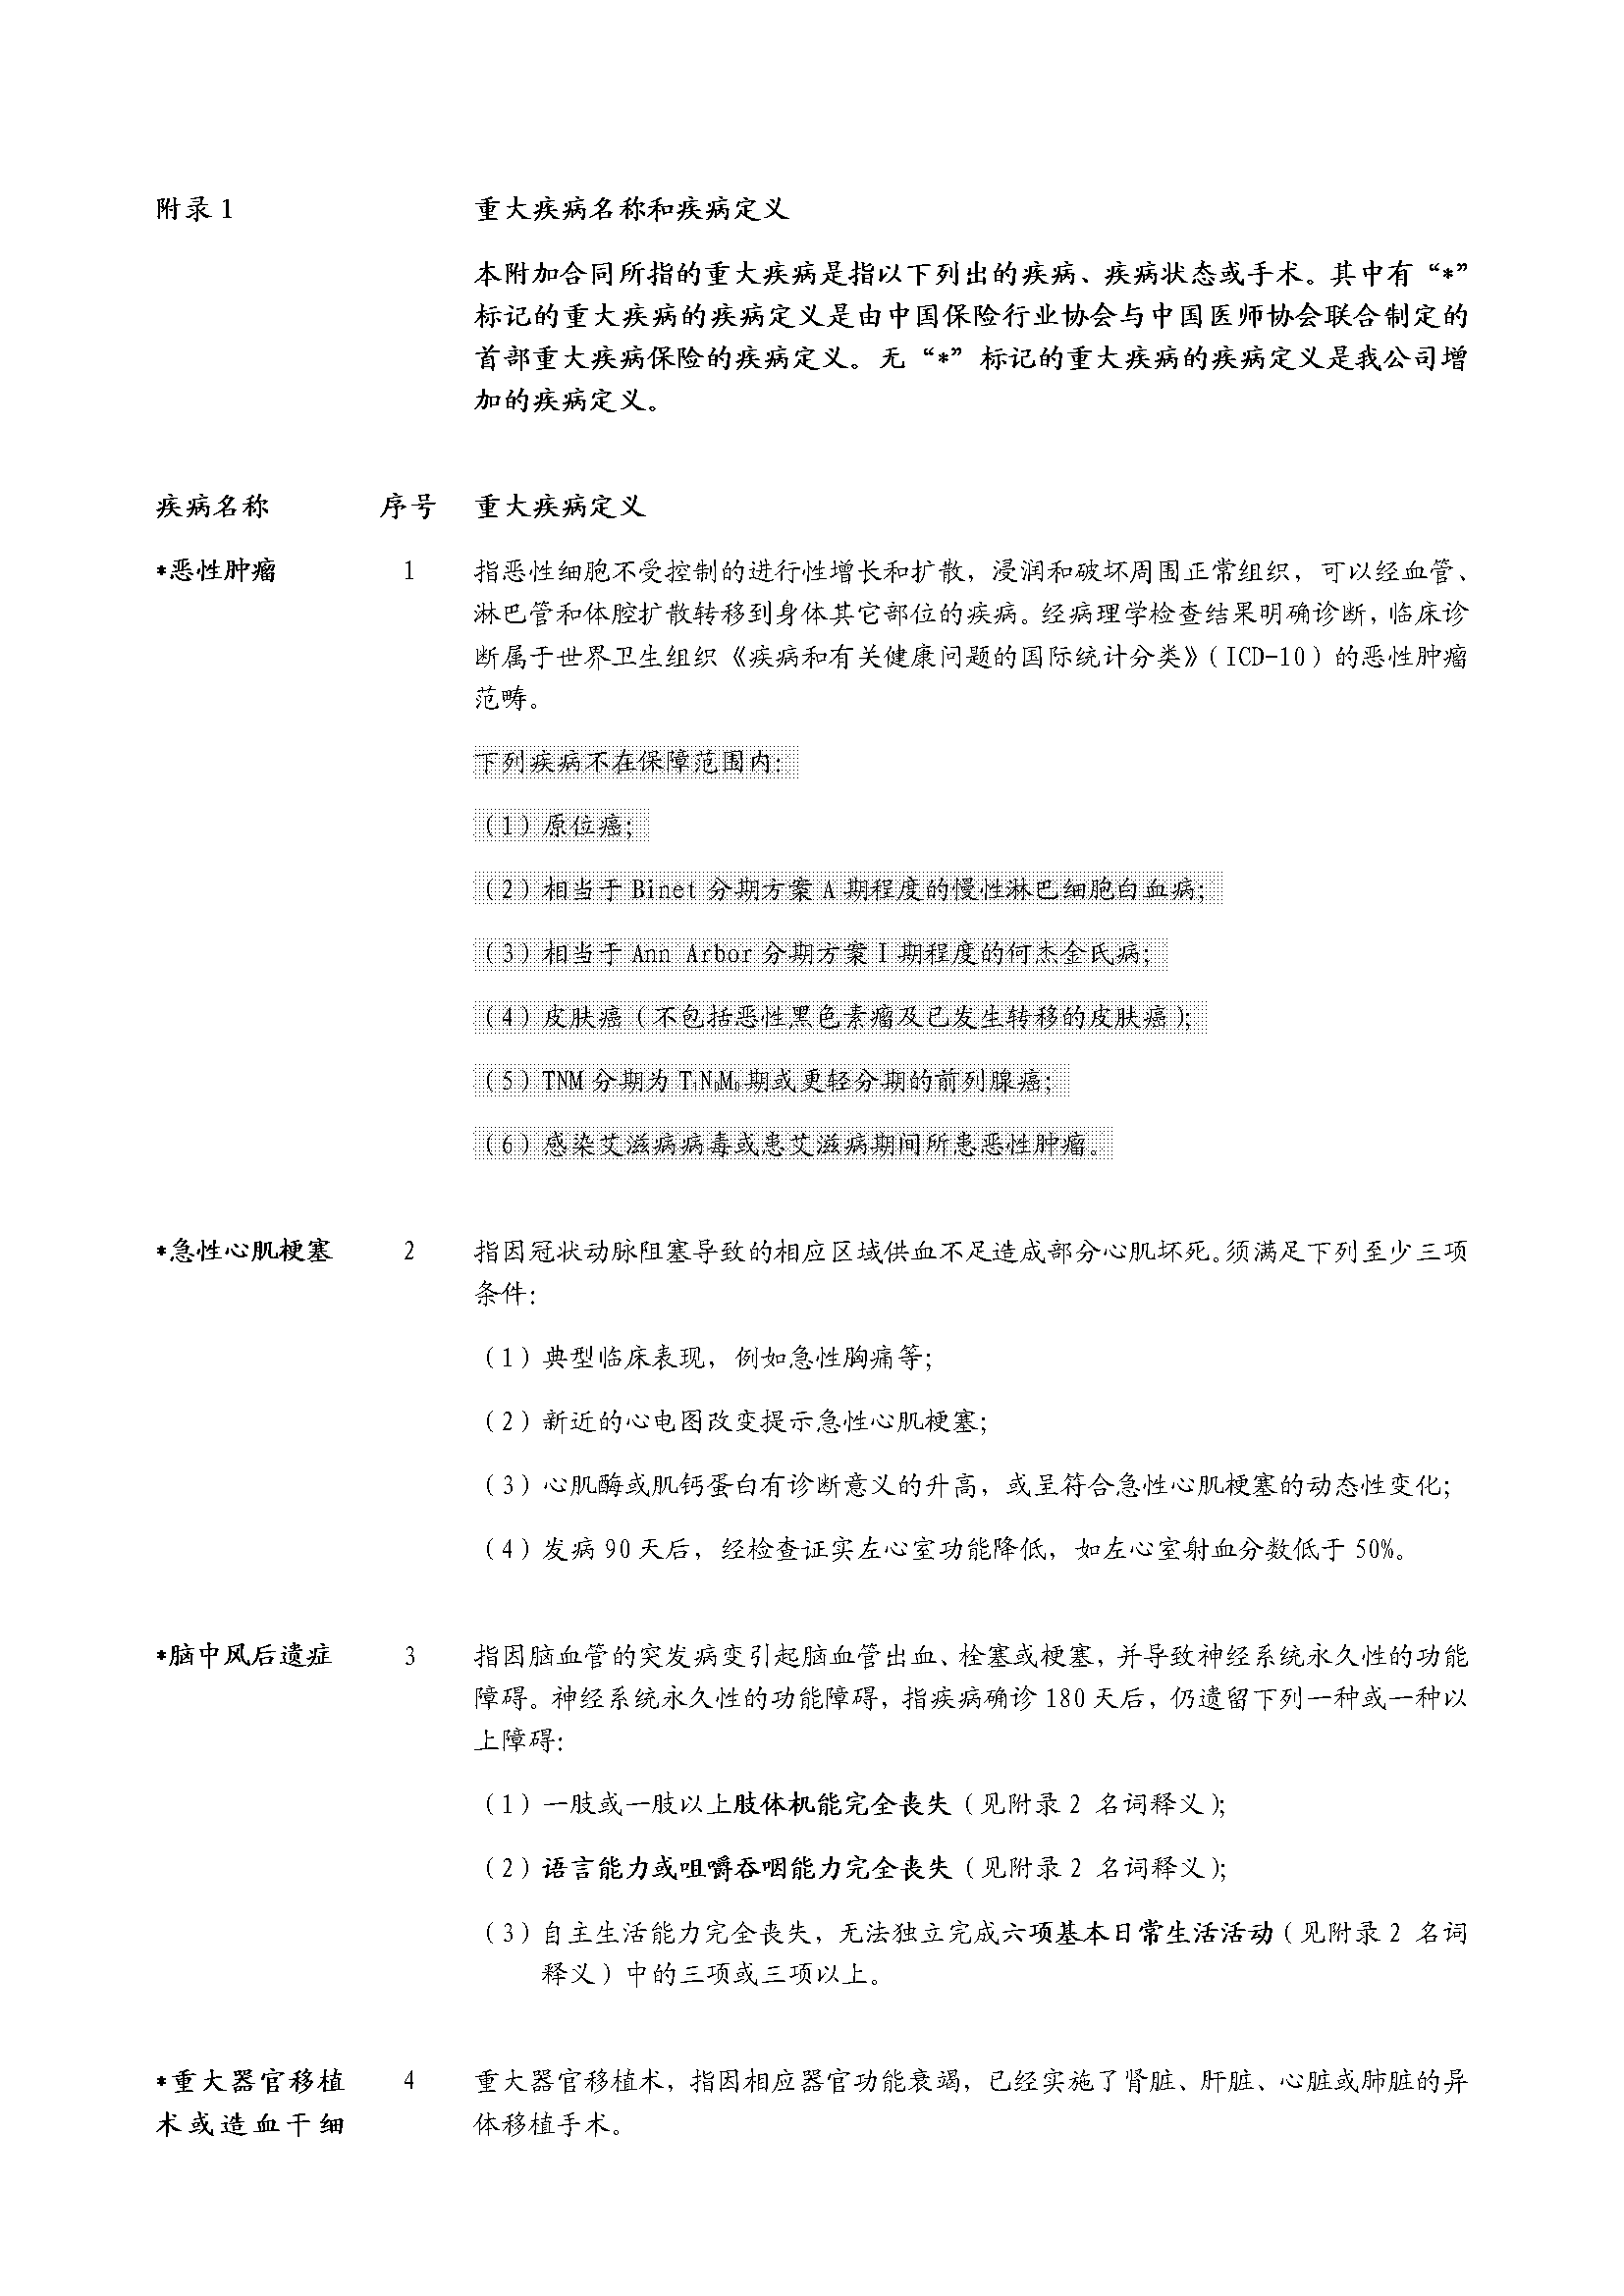 附录1 重大疾病名称和疾病定义
本附加合同所指的重大疾病是指以下列出的疾病、疾病状态或手术。其中有“*”
标记的重大疾病的疾病定义是由中国保险行业协会与中国医师协会联合制定的
首部重大疾病保险的疾病定义。无“*”标记的重大疾病的疾病定义是我公司增
加的疾病定义。
疾病名称 序号 重大疾病定义
*恶性肿瘤 1 指恶性细胞不受控制的进行性增长和扩散，浸润和破坏周围正常组织，可以经血管、
淋巴管和体腔扩散转移到身体其它部位的疾病。经病理学检查结果明确诊断，临床诊
断属于世界卫生组织《疾病和有关健康问题的国际统计分类》（ICD-10）的恶性肿瘤
范畴。
下列疾病不在保障范围内：
（1）原位癌；
（2）相当于 Binet 分期方案 A 期程度的慢性淋巴细胞白血病；
（3）相当于 Ann Arbor 分期方案 I 期程度的何杰金氏病；
（4）皮肤癌（不包括恶性黑色素瘤及已发生转移的皮肤癌）；
（5）TNM 分期为 T₁N₀M₀期或更轻分期的前列腺癌；
（6）感染艾滋病病毒或患艾滋病期间所患恶性肿瘤。
*急性心肌梗塞 2 指因冠状动脉阻塞导致的相应区域供血不足造成部分心肌坏死。须满足下列至少三项
条件：
（1）典型临床表现，例如急性胸痛等；
（2）新近的心电图改变提示急性心肌梗塞；
（3）心肌酶或肌钙蛋白有诊断意义的升高，或呈符合急性心肌梗塞的动态性变化；
（4）发病 90 天后，经检查证实左心室功能降低，如左心室射血分数低于 50%。
*脑中风后遗症 3 指因脑血管的突发病变引起脑血管出血、栓塞或梗塞，并导致神经系统永久性的功能
障碍。神经系统永久性的功能障碍，指疾病确诊 180 天后，仍遗留下列一种或一种以
上障碍：
（1）一肢或一肢以上肢体机能完全丧失（见附录2 名词释义）；
（2）语言能力或咀嚼吞咽能力完全丧失（见附录2 名词释义）；
（3）自主生活能力完全丧失，无法独立完成六项基本日常生活活动（见附录2 名词
释义）中的三项或三项以上。
*重大器官移植 4 重大器官移植术，指因相应器官功能衰竭，已经实施了肾脏、肝脏、心脏或肺脏的异
术或造血干细 体移植手术。